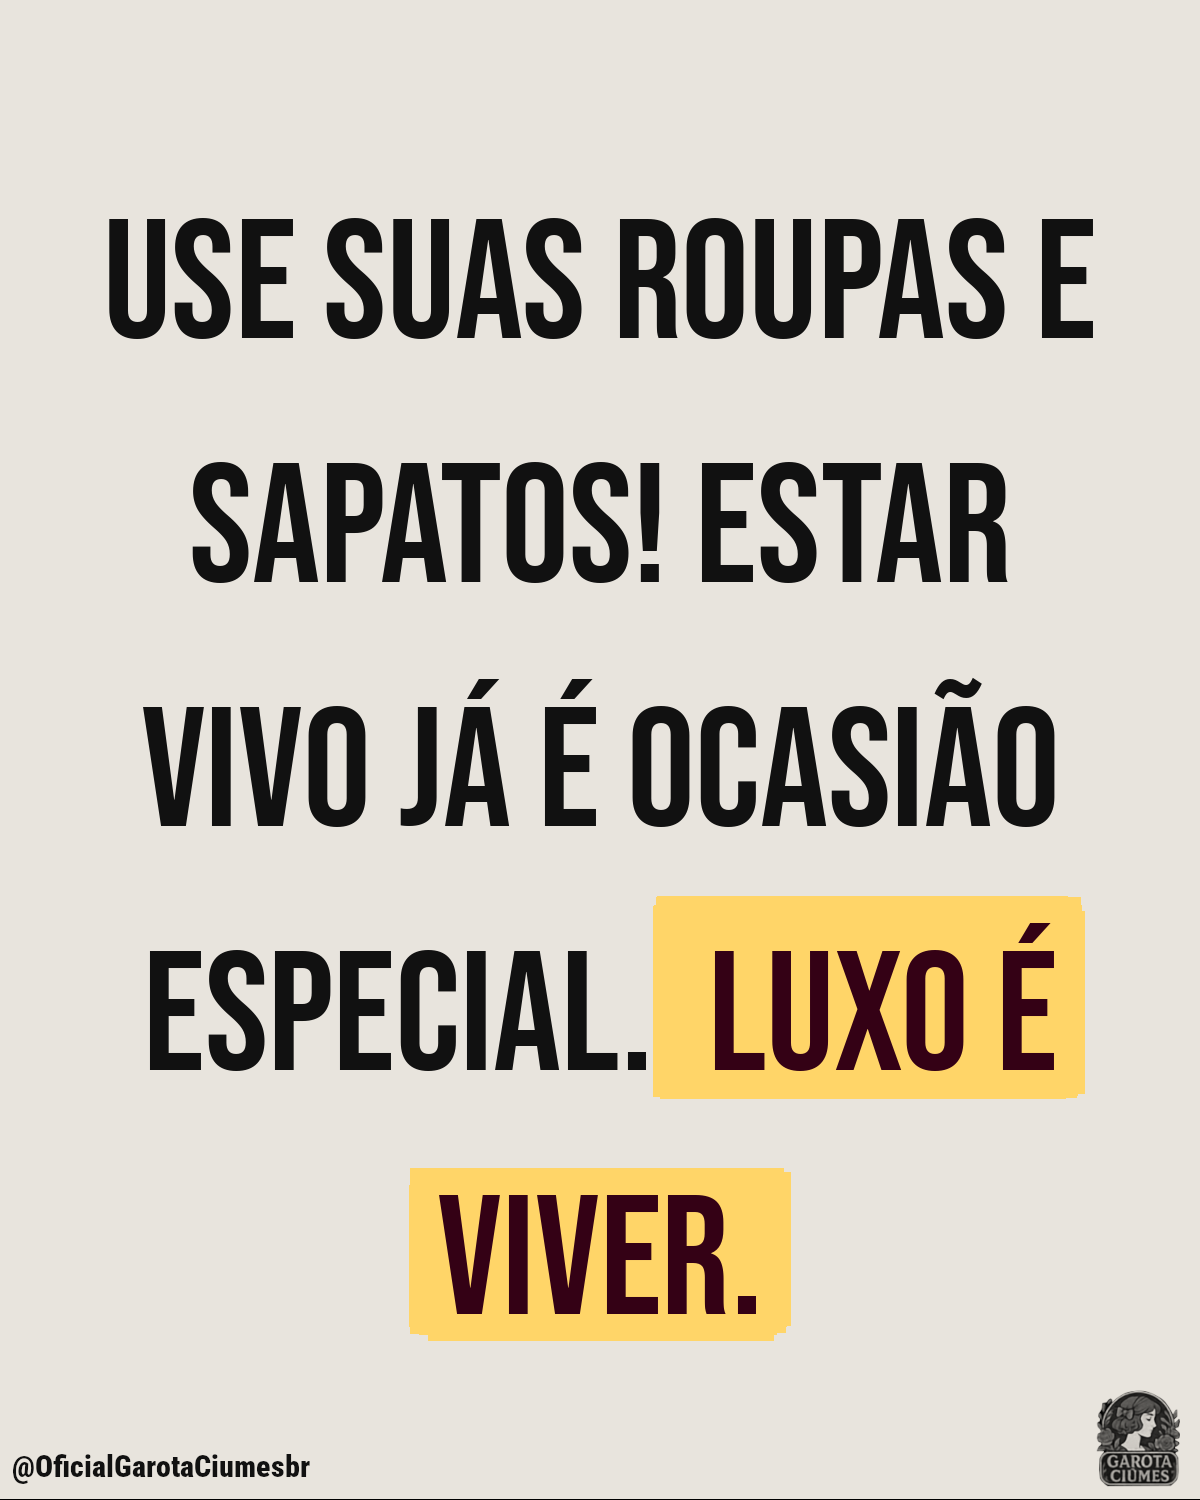 USE SUAS ROUPAS E
SAPATOS! ESTAR
VIVO JÁ É OCASIÃO
ESPECIAL. LUXO É
VIVER.
@OficialGarotaCiumesbr
GAROTA
CIÚMES